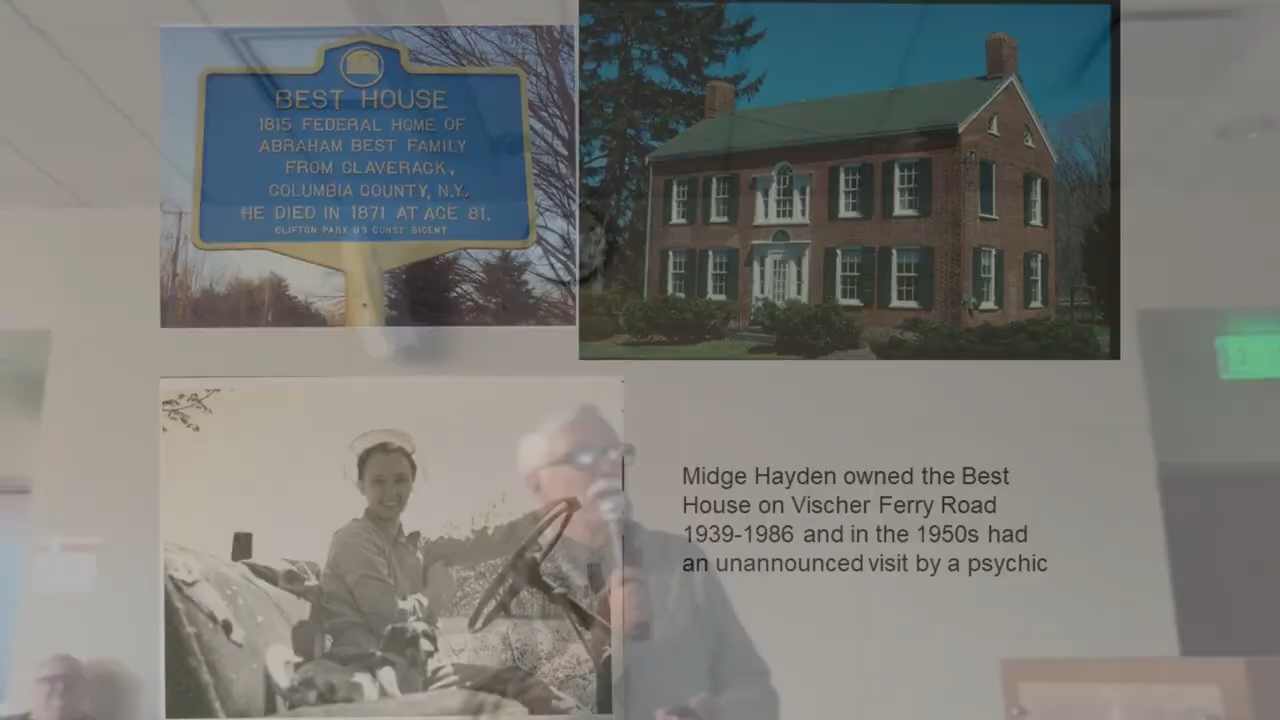 BEST HOUSE
1815 FEDERAL HOME OF
ABRAHAM BEST FAMILY
FROM CLAVERACK,
COLUMBIA COUNTY, N.Y.
HE DIED IN 1871 AT AGE 81.
CLIFTON PARK US CONST BICENT
Midge Hayden owned the Best
House on Vischer Ferry Road
1939-1986 and in the 1950s had
an unannounced visit by a psychic